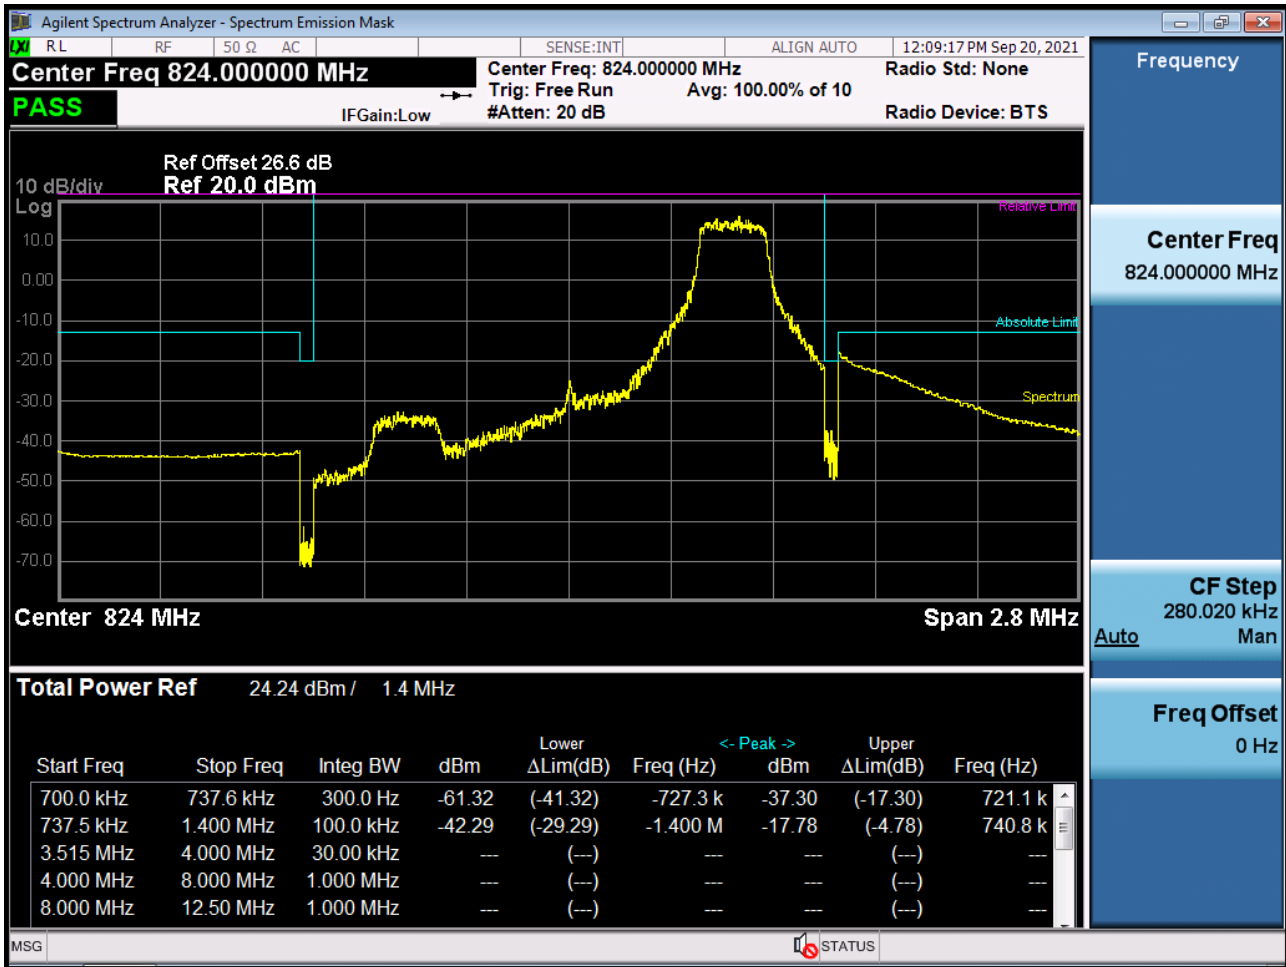 Agilent Spectrum Analyzer - Spectrum Emission Mask
LXI RL RF 50 Ω AC SENSE:INT ALIGN AUTO 12:09:17 PM Sep 20, 2021
Center Freq 824.000000 MHz Center Freq: 824.000000 MHz Radio Std: None
Trig: Free Run Avg: 100.00% of 10
PASS IFGain:Low #Atten: 20 dB Radio Device: BTS
Ref Offset 26.6 dB
10 dB/div Ref 20.0 dBm
Log
Relative Limit
10.0
0.00
-10.0
Absolute Limit
-20.0
-30.0
Spectrum
-40.0
-50.0
-60.0
-70.0
Center 824 MHz Span 2.8 MHz
Total Power Ref 24.24 dBm / 1.4 MHz
Lower <- Peak -> Upper
Start Freq Stop Freq Integ BW dBm ΔLim(dB) Freq (Hz) dBm ΔLim(dB) Freq (Hz)
700.0 kHz 737.6 kHz 300.0 Hz -61.32 (-41.32) -727.3 k -37.30 (-17.30) 721.1 k
737.5 kHz 1.400 MHz 100.0 kHz -42.29 (-29.29) -1.400 M -17.78 (-4.78) 740.8 k
3.515 MHz 4.000 MHz 30.00 kHz --- (---) --- --- (---) ---
4.000 MHz 8.000 MHz 1.000 MHz --- (---) --- --- (---) ---
8.000 MHz 12.50 MHz 1.000 MHz --- (---) --- --- (---) ---
MSG STATUS
Frequency
Center Freq
824.000000 MHz
CF Step
280.020 kHz
Auto Man
Freq Offset
0 Hz